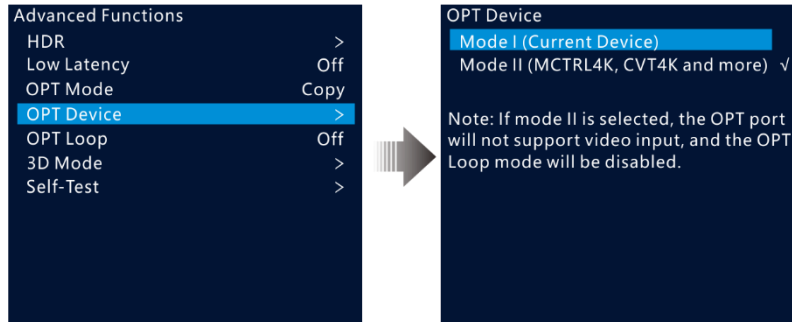 Advanced Functions
HDR >
Low Latency Off
OPT Mode Copy
OPT Device >
OPT Loop Off
3D Mode >
Self-Test >
OPT Device
Mode I (Current Device)
Mode II (MCTRL4K, CVT4K and more) √
Note: If mode II is selected, the OPT port
will not support video input, and the OPT
Loop mode will be disabled.